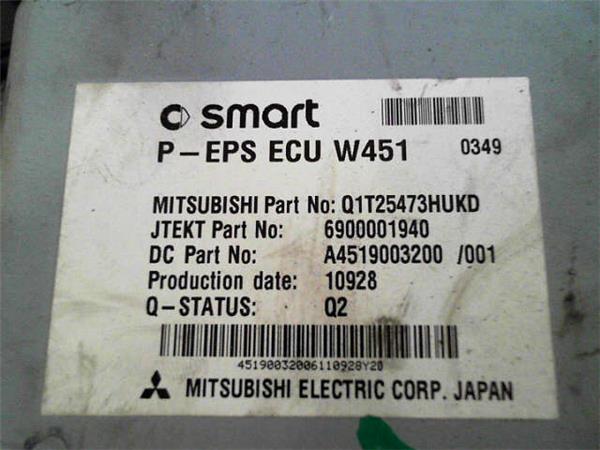 smart
P-EPS ECU W451 0349
MITSUBISHI Part No: Q1T25473HUKD
JTEKT Part No: 6900001940
DC Part No: A4519003200 /001
Production date: 10928
Q-STATUS: Q2
45190032006110928Y20
MITSUBISHI ELECTRIC CORP. JAPAN